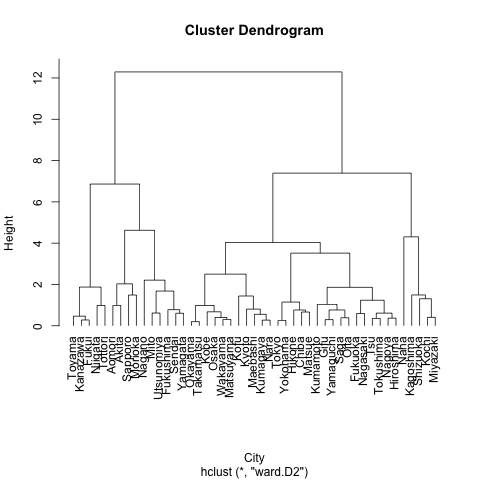 Cluster Dendrogram
Height
0 2 4 6 8 10 12
Toyama
Kanazawa
Fukui
Niigata
Tottori
Aomori
Akita
Sapporo
Morioka
Nagano
Mito
Utsunomiya
Fukushima
Sendai
Yamagata
Okayama
Takamatsu
Kobe
Osaka
Wakayama
Matsuyama
Kofu
Kyoto
Maebashi
Kumagaya
Nara
Tokyo
Yokohama
Hikone
Chiba
Matsue
Kumamoto
Gifu
Yamaguchi
Saga
Oita
Fukuoka
Nagasaki
Tsu
Tokushima
Nagoya
Hiroshima
Naha
Kagoshima
Shizuoka
Kochi
Miyazaki
City
hclust (*, "ward.D2")